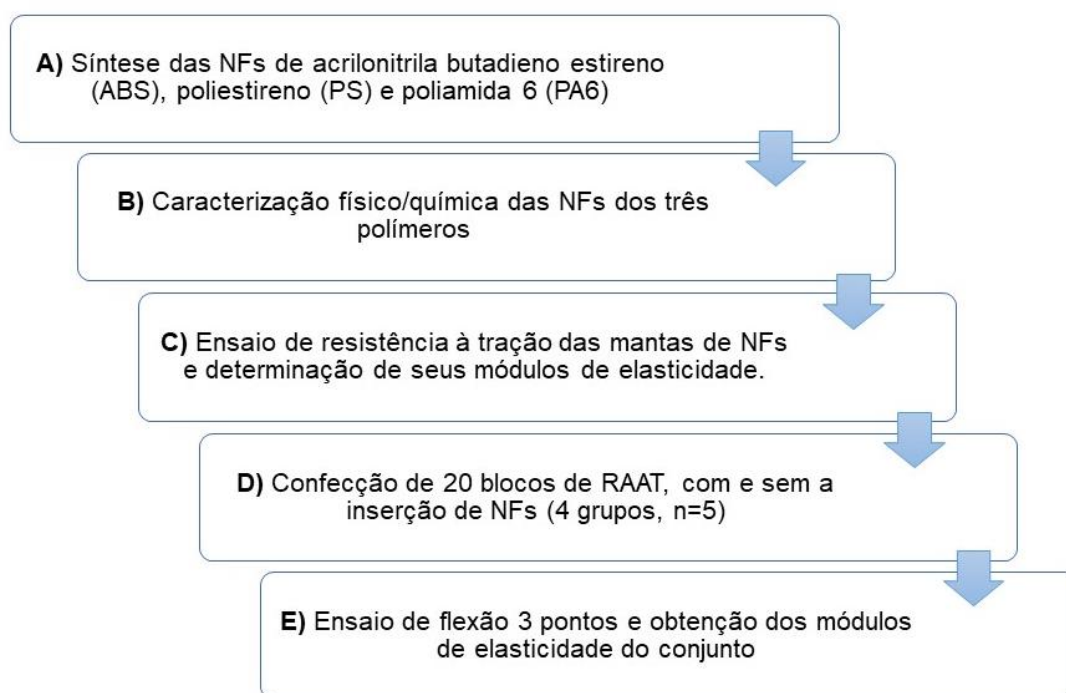 A) Síntese das NFs de acrilonitrila butadieno estireno
(ABS), poliestireno (PS) e poliamida 6 (PA6)
B) Caracterização físico/química das NFs dos três
polímeros
C) Ensaio de resistência à tração das mantas de NFs
e determinação de seus módulos de elasticidade.
D) Confecção de 20 blocos de RAAT, com e sem a
inserção de NFs (4 grupos, n=5)
E) Ensaio de flexão 3 pontos e obtenção dos módulos
de elasticidade do conjunto